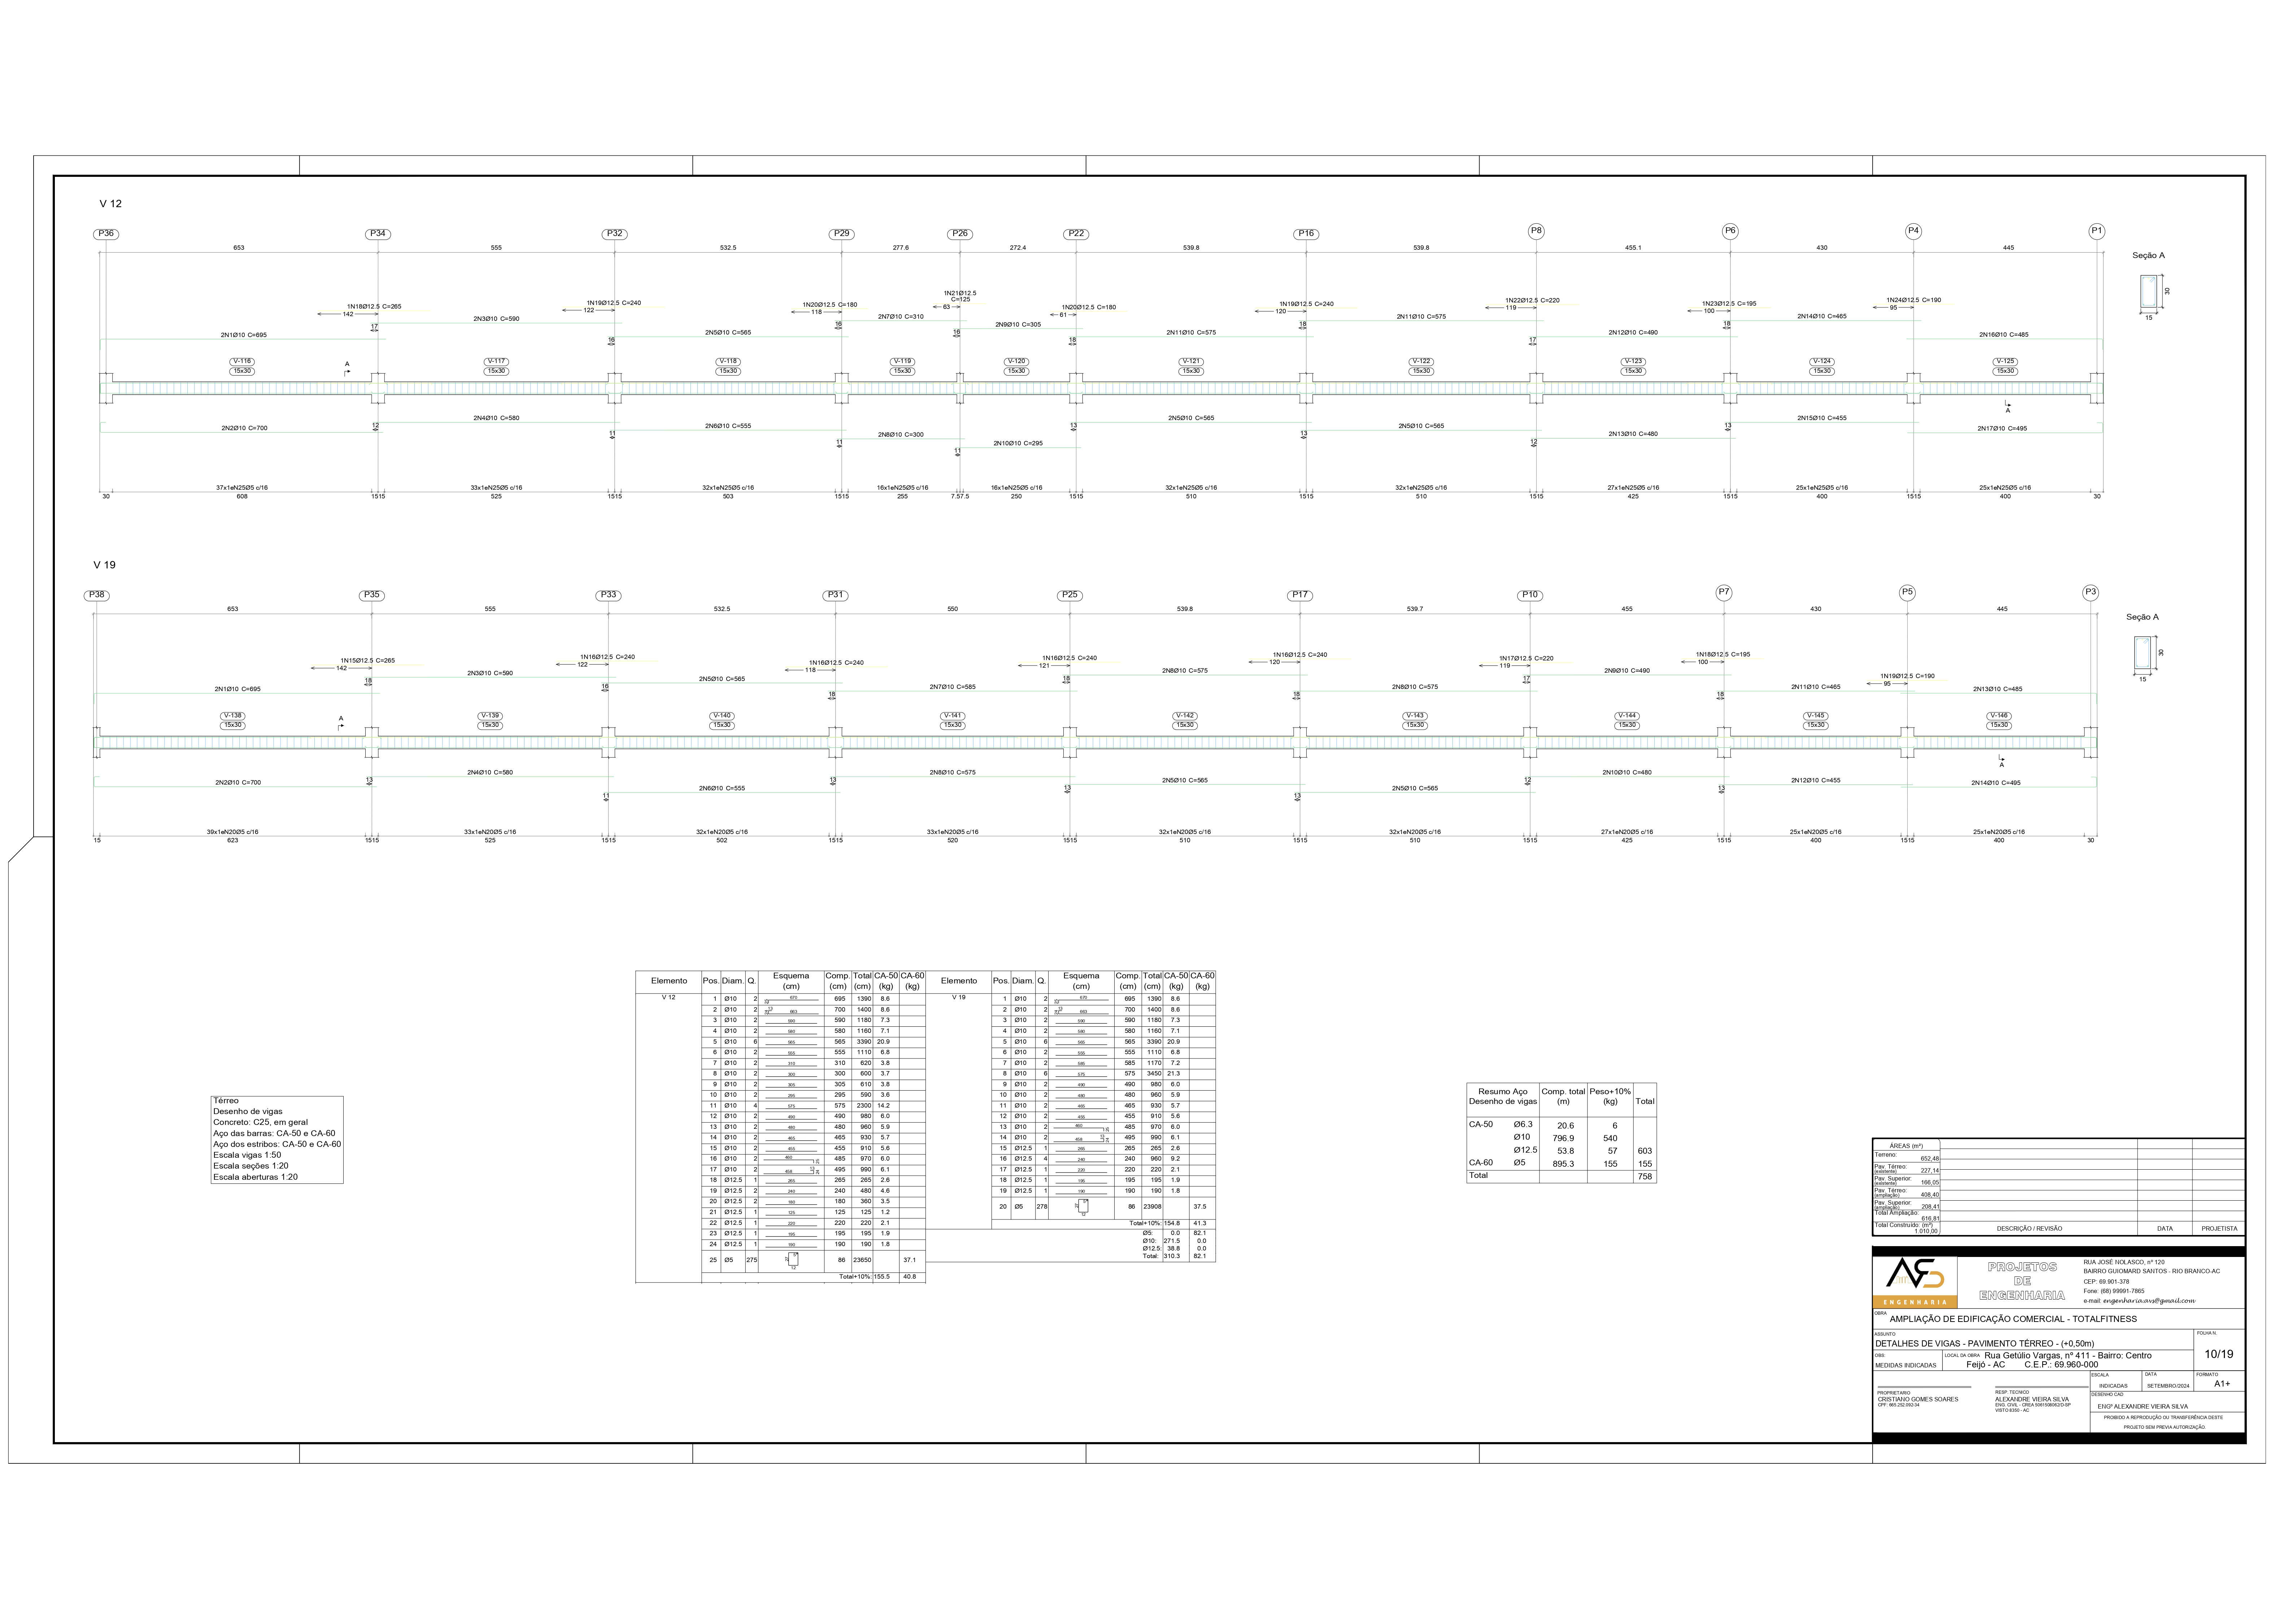 V 12
P36 P34 P32 P29 P26 P22 P16 P8 P6 P4 P1
653 555 532.5 277.6 272.4 539.8 539.8 455.1 430 445
Seção A
30
15
1N18Ø12.5 C=265 1N19Ø12.5 C=240 1N20Ø12.5 C=180 1N21Ø12.5 C=125 1N20Ø12.5 C=180 1N19Ø12.5 C=240 1N22Ø12.5 C=220 1N23Ø12.5 C=195 1N24Ø12.5 C=190
142 122 118 63 61 120 119 100 95
2N1Ø10 C=695 2N3Ø10 C=590 2N5Ø10 C=565 2N7Ø10 C=310 2N9Ø10 C=305 2N11Ø10 C=575 2N11Ø10 C=575 2N12Ø10 C=490 2N14Ø10 C=465 2N16Ø10 C=485
17 16 16 16 18 18 17 18
V-116 V-117 V-118 V-119 V-120 V-121 V-122 V-123 V-124 V-125
15x30 15x30 15x30 15x30 15x30 15x30 15x30 15x30 15x30 15x30
A
A
2N2Ø10 C=700 2N4Ø10 C=580 2N6Ø10 C=555 2N8Ø10 C=300 2N10Ø10 C=295 2N5Ø10 C=565 2N5Ø10 C=565 2N13Ø10 C=480 2N15Ø10 C=455 2N17Ø10 C=495
12 11 11 11 13 13 12 13
37x1eN25Ø5 c/16 33x1eN25Ø5 c/16 32x1eN25Ø5 c/16 16x1eN25Ø5 c/16 16x1eN25Ø5 c/16 32x1eN25Ø5 c/16 32x1eN25Ø5 c/16 27x1eN25Ø5 c/16 25x1eN25Ø5 c/16 25x1eN25Ø5 c/16
30 608 1515 525 1515 503 1515 255 7.57.5 250 1515 510 1515 510 1515 425 1515 400 1515 400 30
V 19
P38 P35 P33 P31 P25 P17 P10 P7 P5 P3
653 555 532.5 550 539.8 539.7 455 430 445
Seção A
30
15
1N15Ø12.5 C=265 1N16Ø12.5 C=240 1N16Ø12.5 C=240 1N16Ø12.5 C=240 1N16Ø12.5 C=240 1N17Ø12.5 C=220 1N18Ø12.5 C=195 1N19Ø12.5 C=190
142 122 118 121 120 119 100 95
2N1Ø10 C=695 2N3Ø10 C=590 2N5Ø10 C=565 2N7Ø10 C=585 2N8Ø10 C=575 2N8Ø10 C=575 2N9Ø10 C=490 2N11Ø10 C=465 2N13Ø10 C=485
18 16 18 18 18 17 18
V-138 V-139 V-140 V-141 V-142 V-143 V-144 V-145 V-146
15x30 15x30 15x30 15x30 15x30 15x30 15x30 15x30 15x30
A
A
2N2Ø10 C=700 2N4Ø10 C=580 2N6Ø10 C=555 2N8Ø10 C=575 2N5Ø10 C=565 2N5Ø10 C=565 2N10Ø10 C=480 2N12Ø10 C=455 2N14Ø10 C=495
13 11 13 13 13 12 13
39x1eN20Ø5 c/16 33x1eN20Ø5 c/16 32x1eN20Ø5 c/16 33x1eN20Ø5 c/16 32x1eN20Ø5 c/16 32x1eN20Ø5 c/16 27x1eN20Ø5 c/16 25x1eN20Ø5 c/16 25x1eN20Ø5 c/16
15 623 1515 525 1515 502 1515 520 1515 510 1515 510 1515 425 1515 400 1515 400 30
Térreo
Desenho de vigas
Concreto: C25, em geral
Aço das barras: CA-50 e CA-60
Aço dos estribos: CA-50 e CA-60
Escala vigas 1:50
Escala seções 1:20
Escala aberturas 1:20
Elemento Pos. Diam. Q. Esquema (cm) Comp. (cm) Total (cm) CA-50 (kg) CA-60 (kg)
V 12
1 Ø10 2 670 695 1390 8.6
2 Ø10 2 663 700 1400 8.6
3 Ø10 2 590 590 1180 7.3
4 Ø10 2 580 580 1160 7.1
5 Ø10 6 565 565 3390 20.9
6 Ø10 2 555 555 1110 6.8
7 Ø10 2 310 310 620 3.8
8 Ø10 2 300 300 600 3.7
9 Ø10 2 305 305 610 3.8
10 Ø10 2 295 295 590 3.6
11 Ø10 4 575 575 2300 14.2
12 Ø10 2 490 490 980 6.0
13 Ø10 2 480 480 960 5.9
14 Ø10 2 465 465 930 5.7
15 Ø10 2 455 455 910 5.6
16 Ø10 2 460 485 970 6.0
17 Ø10 2 458 495 990 6.1
18 Ø12.5 1 265 265 265 2.6
19 Ø12.5 2 240 240 480 4.6
20 Ø12.5 2 180 180 360 3.5
21 Ø12.5 1 125 125 125 1.2
22 Ø12.5 1 220 220 220 2.1
23 Ø12.5 1 195 195 195 1.9
24 Ø12.5 1 190 190 190 1.8
25 Ø5 275 12 86 23650 37.1
Total+10%: 155.5 40.8
Elemento Pos. Diam. Q. Esquema (cm) Comp. (cm) Total (cm) CA-50 (kg) CA-60 (kg)
V 19
1 Ø10 2 670 695 1390 8.6
2 Ø10 2 663 700 1400 8.6
3 Ø10 2 590 590 1180 7.3
4 Ø10 2 580 580 1160 7.1
5 Ø10 6 565 565 3390 20.9
6 Ø10 2 555 555 1110 6.8
7 Ø10 2 585 585 1170 7.2
8 Ø10 6 575 575 3450 21.3
9 Ø10 2 490 490 980 6.0
10 Ø10 2 480 480 960 5.9
11 Ø10 2 465 465 930 5.7
12 Ø10 2 455 455 910 5.6
13 Ø10 2 460 485 970 6.0
14 Ø10 2 458 495 990 6.1
15 Ø12.5 1 265 265 265 2.6
16 Ø12.5 4 240 240 960 9.2
17 Ø12.5 1 220 220 220 2.1
18 Ø12.5 1 195 195 195 1.9
19 Ø12.5 1 190 190 190 1.8
20 Ø5 278 12 86 23908 37.5
Total+10%: 154.8 41.3
Ø5: 0.0 82.1
Ø10: 271.5 0.0
Ø12.5: 38.8 0.0
Total: 310.3 82.1
Resumo Aço Comp. total Peso+10%
Desenho de vigas (m) (kg) Total
CA-50 Ø6.3 20.6 6
Ø10 796.9 540
Ø12.5 53.8 57 603
CA-60 Ø5 895.3 155 155
Total 758
ÁREAS (m²)
Terreno: 652,48
Pav. Térreo: (existente) 227,14
Pav. Superior: (existente) 166,05
Pav. Térreo: (ampliação) 408,40
Pav. Superior: (ampliação) 208,41
Total Ampliação: 616,81
Total Construído: (m²) 1.010,00
DESCRIÇÃO / REVISÃO DATA PROJETISTA
AVS
ENGENHARIA
PROJETOS
DE
ENGENHARIA
RUA JOSÉ NOLASCO, nº 120
BAIRRO GUIOMARD SANTOS - RIO BRANCO-AC
CEP: 69.901-378
Fone: (68) 99991-7865
e-mail: engenharia.avs@gmail.com
OBRA
AMPLIAÇÃO DE EDIFICAÇÃO COMERCIAL - TOTALFITNESS
ASSUNTO
DETALHES DE VIGAS - PAVIMENTO TÉRREO - (+0,50m)
FOLHA N.
10/19
OBS
MEDIDAS INDICADAS
LOCAL DA OBRA Rua Getúlio Vargas, nº 411 - Bairro: Centro
Feijó - AC C.E.P.: 69.960-000
ESCALA
INDICADAS
DATA
SETEMBRO/2024
FORMATO
A1+
PROPRIETARIO
CRISTIANO GOMES SOARES
CPF: 665.252.992-34
RESP. TECNICO
ALEXANDRE VIEIRA SILVA
ENG. CIVIL - CREA 5061508062/D-SP
VISTO 8350 - AC
DESENHO CAD
ENGº ALEXANDRE VIEIRA SILVA
PROIBIDO A REPRODUÇÃO OU TRANSFERÊNCIA DESTE
PROJETO SEM PREVIA AUTORIZAÇÃO